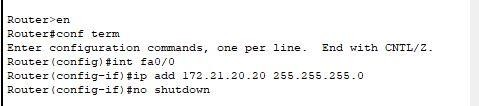 Router>en
Router#conf term
Enter configuration commands, one per line.  End with CNTL/Z.
Router(config)#int fa0/0
Router(config-if)#ip add 172.21.20.20 255.255.255.0
Router(config-if)#no shutdown